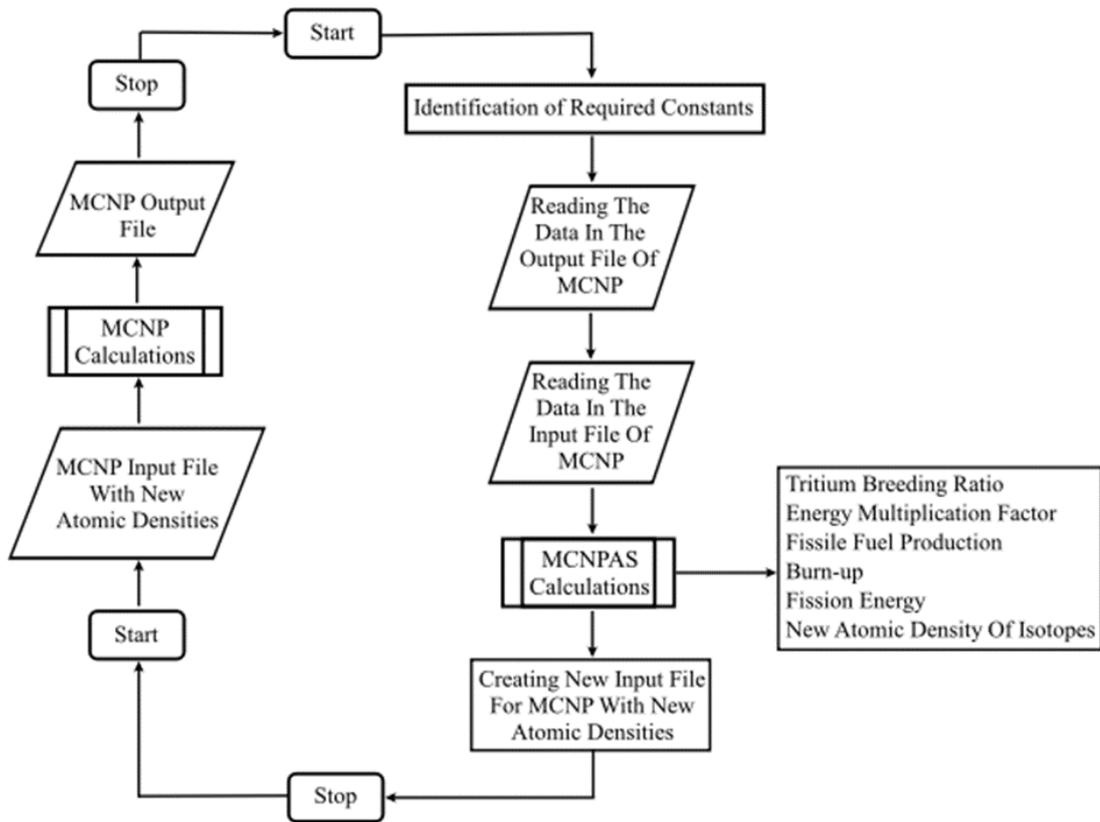 Start
Identification of Required Constants
Reading The
Data In The
Output File Of
MCNP
Reading The
Data In The
Input File Of
MCNP
MCNPAS
Calculations
Tritium Breeding Ratio
Energy Multiplication Factor
Fissile Fuel Production
Burn-up
Fission Energy
New Atomic Density Of Isotopes
Creating New Input File
For MCNP With New
Atomic Densities
Stop
Start
MCNP Input File
With New
Atomic Densities
MCNP
Calculations
MCNP Output
File
Stop